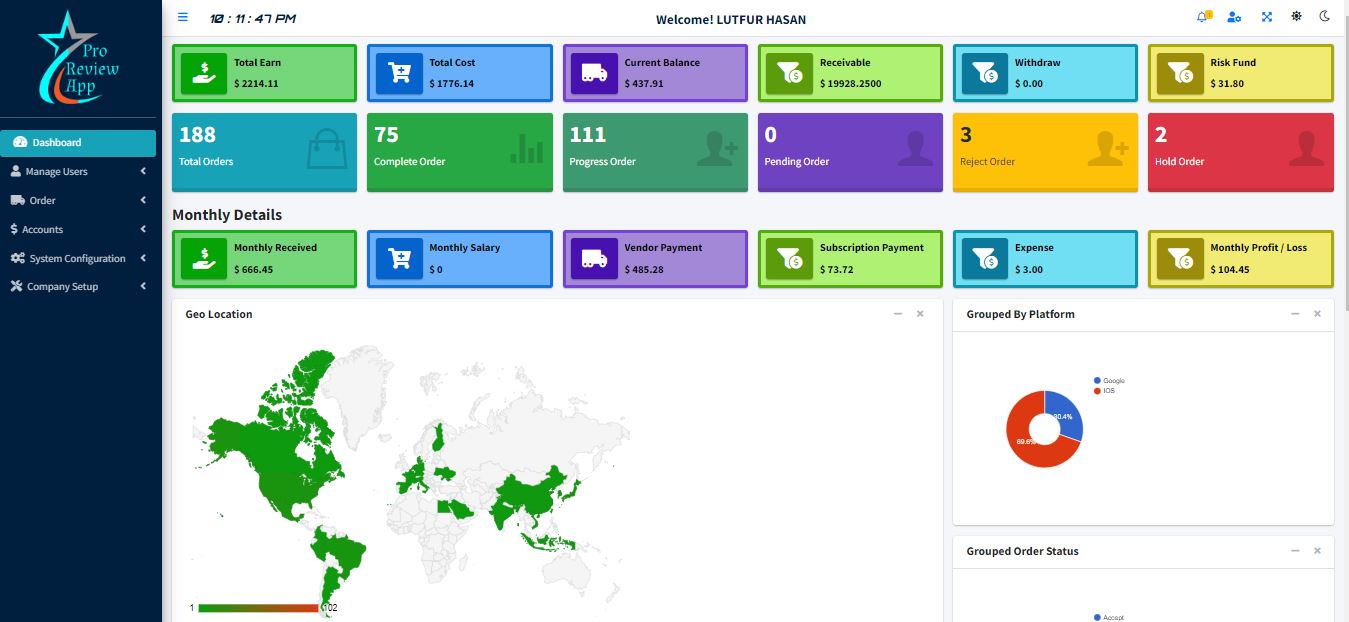 Pro
Review
App
10 : 11 : 47 PM
Welcome! LUTFUR HASAN
Dashboard
Manage Users
Order
Accounts
System Configuration
Company Setup
Total Earn
$ 2214.11
Total Cost
$ 1776.14
Current Balance
$ 437.91
Receivable
$ 19928.2500
Withdraw
$ 0.00
Risk Fund
$ 31.80
188
Total Orders
75
Complete Order
111
Progress Order
0
Pending Order
3
Reject Order
2
Hold Order
Monthly Details
Monthly Received
$ 666.45
Monthly Salary
$ 0
Vendor Payment
$ 485.28
Subscription Payment
$ 73.72
Expense
$ 3.00
Monthly Profit / Loss
$ 104.45
Geo Location
1
102
Grouped By Platform
Google
IOS
30.4%
69.6%
Grouped Order Status
Accept